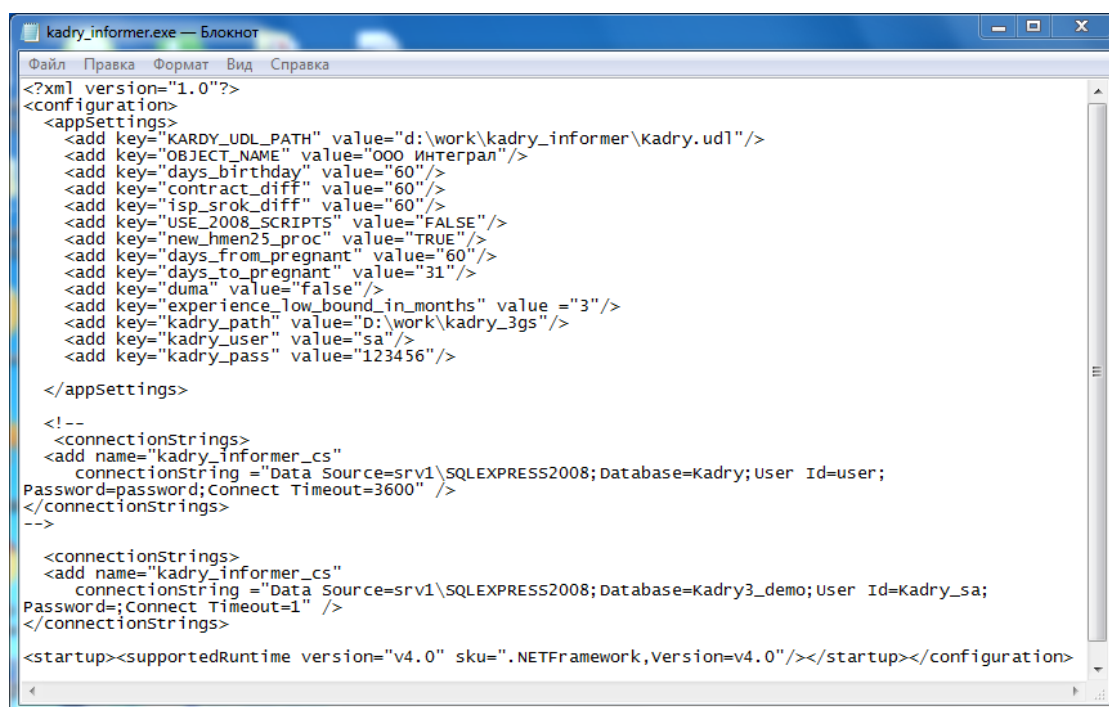 kadry_informer.exe — Блокнот
Файл Правка Формат Вид Справка
<?xml version="1.0"?>
<configuration>
<appSettings>
<add key="KARDY_UDL_PATH" value="d:\work\kadry_informer\Kadry.udl"/>
<add key="OBJECT_NAME" value="ООО Интеграл"/>
<add key="days_birthday" value="60"/>
<add key="contract_diff" value="60"/>
<add key="isp_srok_diff" value="60"/>
<add key="USE_2008_SCRIPTS" value="FALSE"/>
<add key="new_hmen25_proc" value="TRUE"/>
<add key="days_from_pregnant" value="60"/>
<add key="days_to_pregnant" value="31"/>
<add key="duma" value="false"/>
<add key="experience_low_bound_in_months" value ="3"/>
<add key="kadry_path" value="D:\work\kadry_3gs"/>
<add key="kadry_user" value="sa"/>
<add key="kadry_pass" value="123456"/>
</appSettings>
<!--
<connectionStrings>
<add name="kadry_informer_cs"
connectionString ="Data Source=srv1\SQLEXPRESS2008;Database=Kadry;User Id=user;
Password=password;Connect Timeout=3600" />
</connectionStrings>
-->
<connectionStrings>
<add name="kadry_informer_cs"
connectionString ="Data Source=srv1\SQLEXPRESS2008;Database=Kadry3_demo;User Id=Kadry_sa;
Password=;Connect Timeout=1" />
</connectionStrings>
<startup><supportedRuntime version="v4.0" sku=".NETFramework,Version=v4.0"/></startup></configuration>